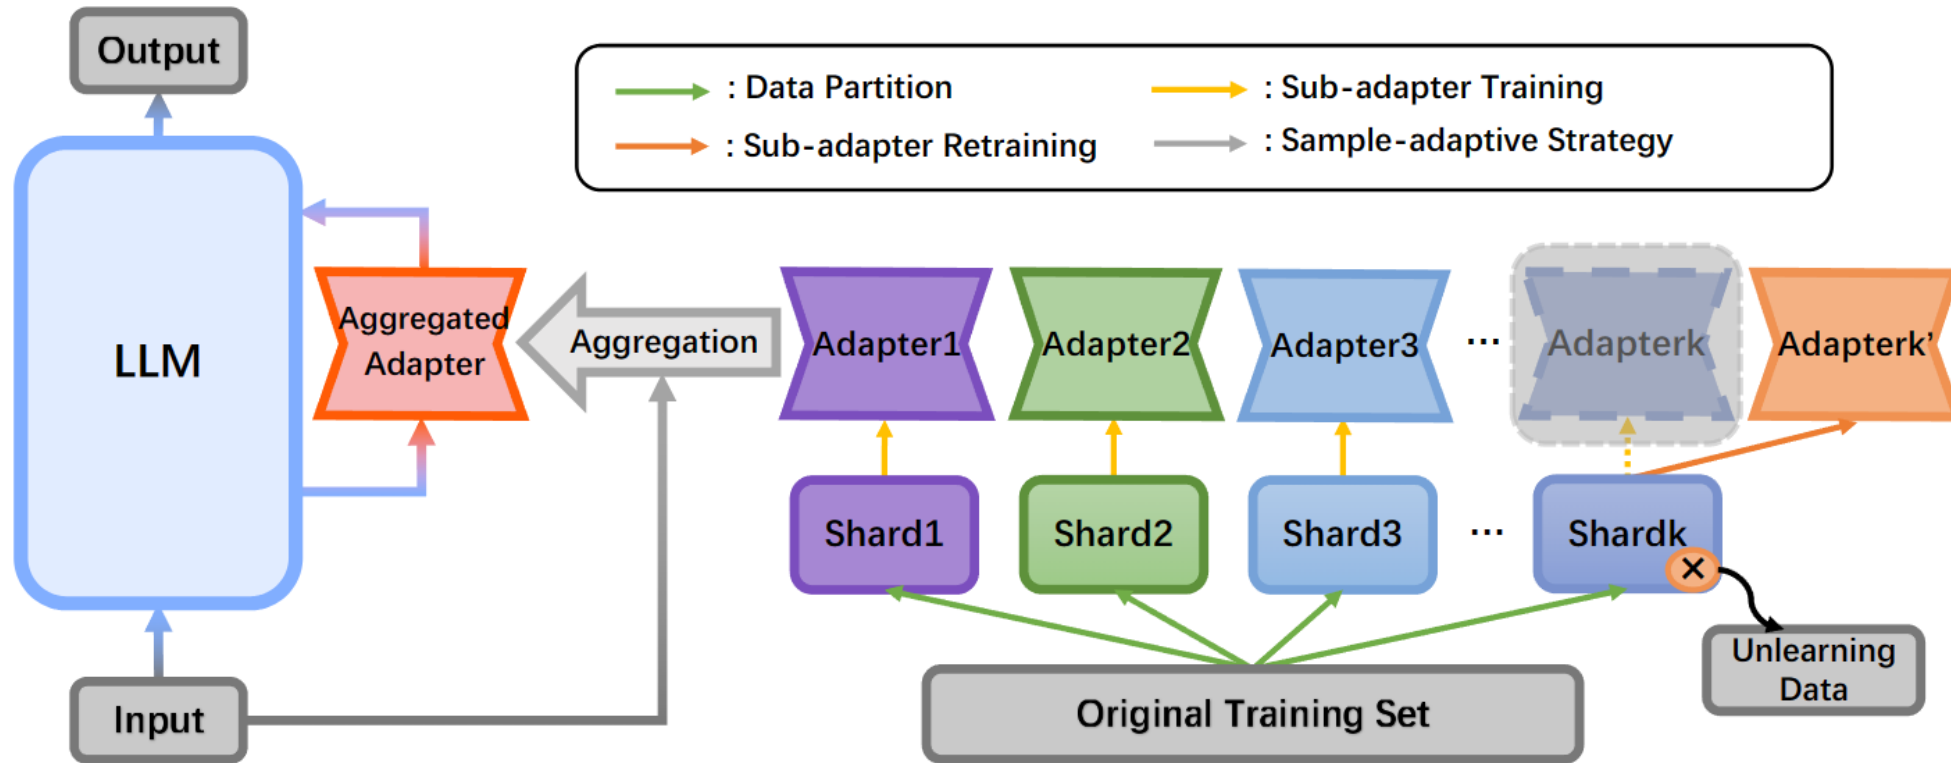 Output
: Data Partition
: Sub-adapter Training
: Sub-adapter Retraining
: Sample-adaptive Strategy
LLM
Aggregated
Adapter
Aggregation
Adapter1
Adapter2
Adapter3
...
Adapterk
Adapterk'
Shard1
Shard2
Shard3
...
Shardk
×
Unlearning
Data
Input
Original Training Set